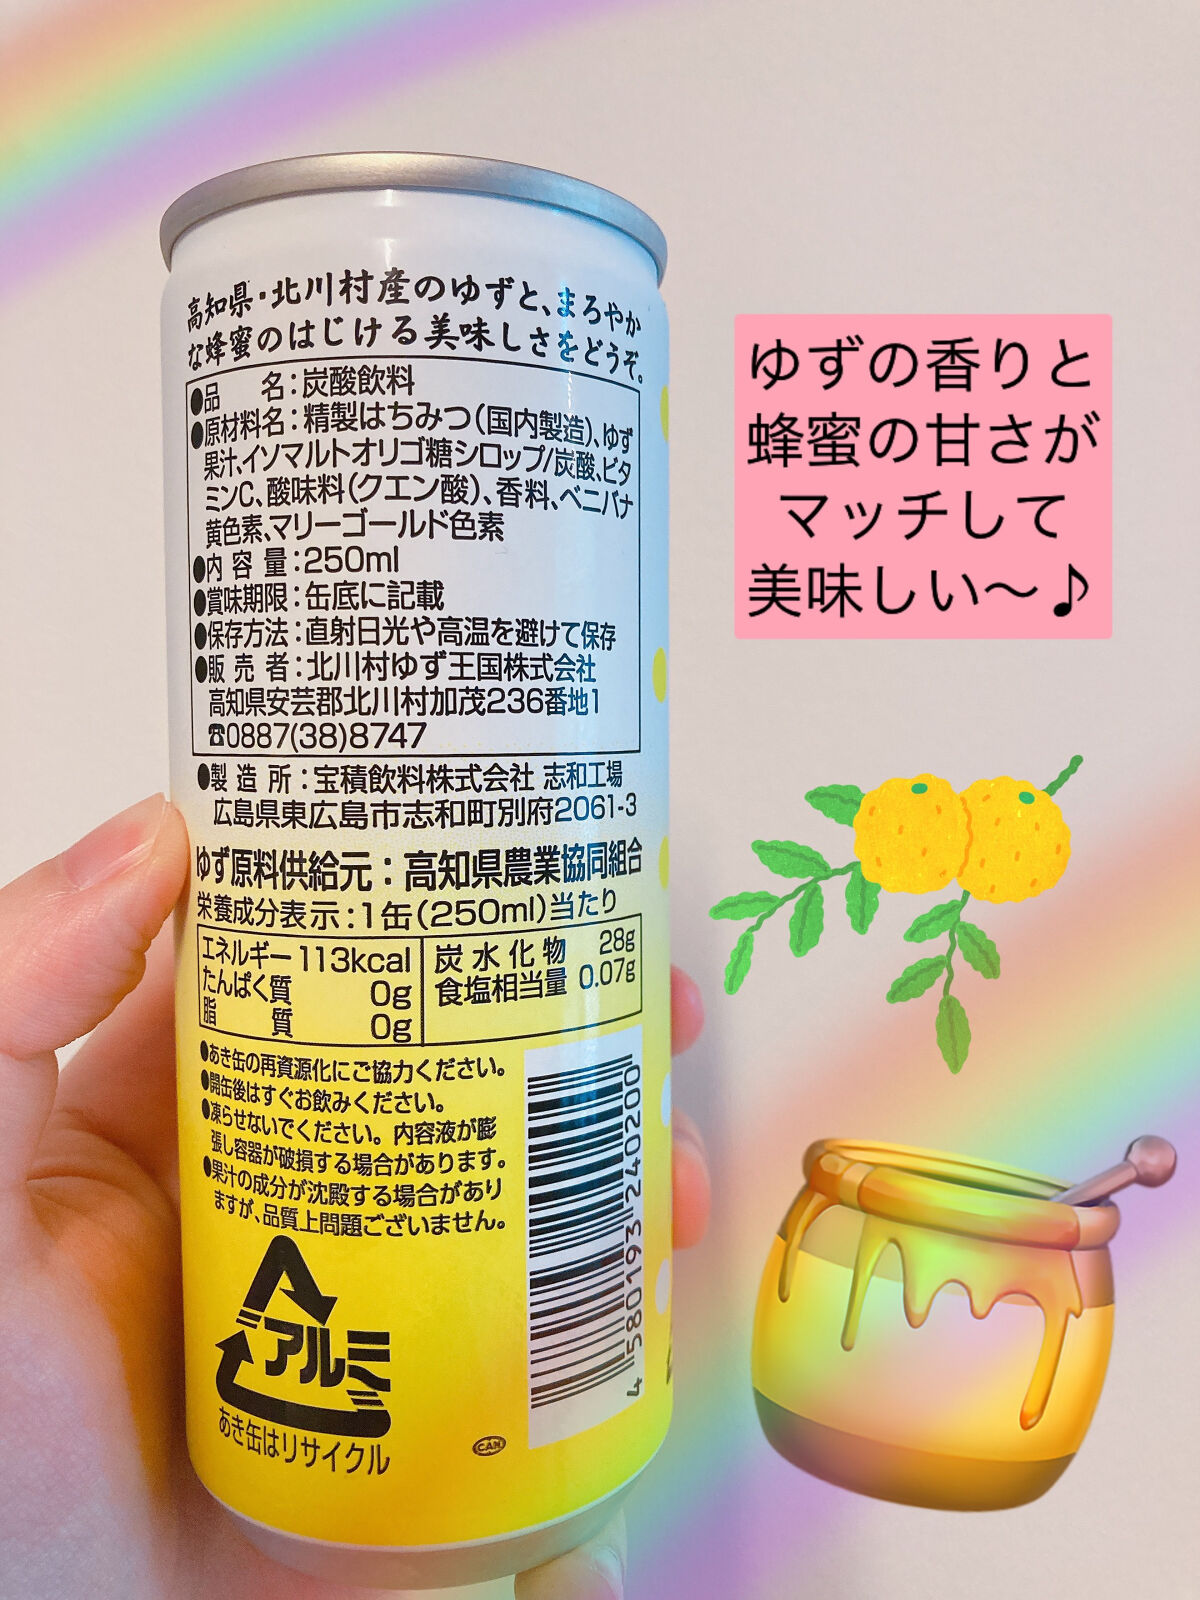 高知県・北川村産のゆずと、まろやか
な蜂蜜のはじける美味しさをどうぞ。
●品名：炭酸飲料
●原材料名：精製はちみつ（国内製造）、ゆず
果汁、イソマルトオリゴ糖シロップ/炭酸、ビタ
ミンC、酸味料（クエン酸）、香料、ベニバナ
黄色素、マリーゴールド色素
●内容量：250ml
●賞味期限：缶底に記載
●保存方法：直射日光や高温を避けて保存
●販売者：北川村ゆず王国株式会社
高知県安芸郡北川村加茂236番地1
☎0887(38)8747
●製造所：宝積飲料株式会社 志和工場
広島県東広島市志和町別府2061-3
ゆず原料供給元：高知県農業協同組合
栄養成分表示：1缶（250ml）当たり
エネルギー 113kcal
たんぱく質 0g
脂質 0g
炭水化物 28g
食塩相当量 0.07g
●あき缶の再資源化にご協力ください。
●開缶後はすぐお飲みください。
●凍らせないでください。内容液が膨
張し容器が破損する場合があります。
●果汁の成分が沈殿する場合があり
ますが、品質上問題ございません。
アルミ
あき缶はリサイクル
CAN
4 580193 240200
ゆずの香りと
蜂蜜の甘さが
マッチして
美味しい〜♪